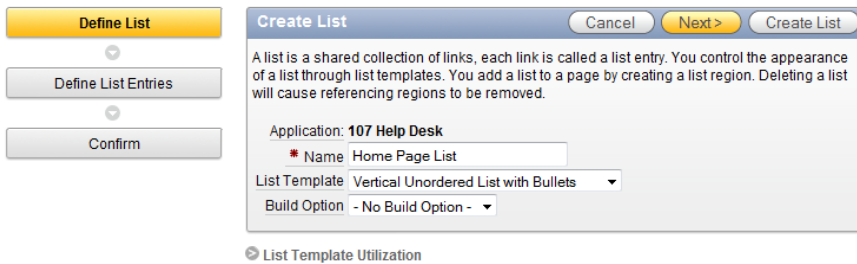 Define List
Define List Entries
Confirm
Create List
Cancel
Next >
Create List
A list is a shared collection of links, each link is called a list entry. You control the appearance
of a list through list templates. You add a list to a page by creating a list region. Deleting a list
will cause referencing regions to be removed.
Application: 107 Help Desk
* Name Home Page List
List Template Vertical Unordered List with Bullets
Build Option - No Build Option -
List Template Utilization